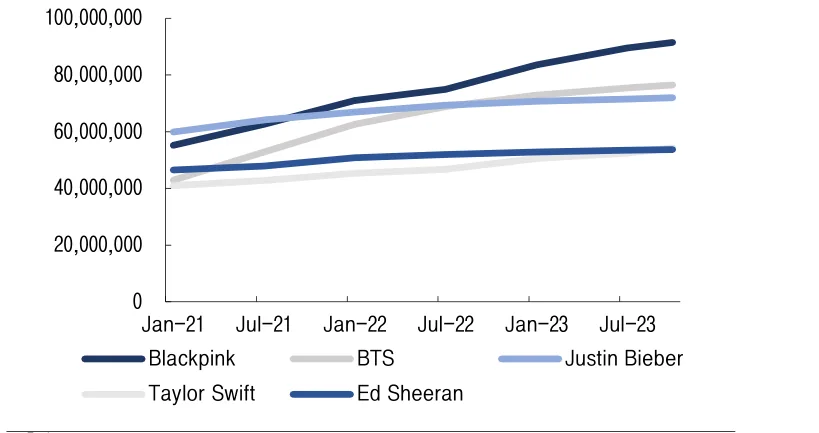 100,000,000
80,000,000
60,000,000
40,000,000
20,000,000
0
Jan-21 Jul-21 Jan-22 Jul-22 Jan-23 Jul-23
Blackpink BTS Justin Bieber
Taylor Swift Ed Sheeran